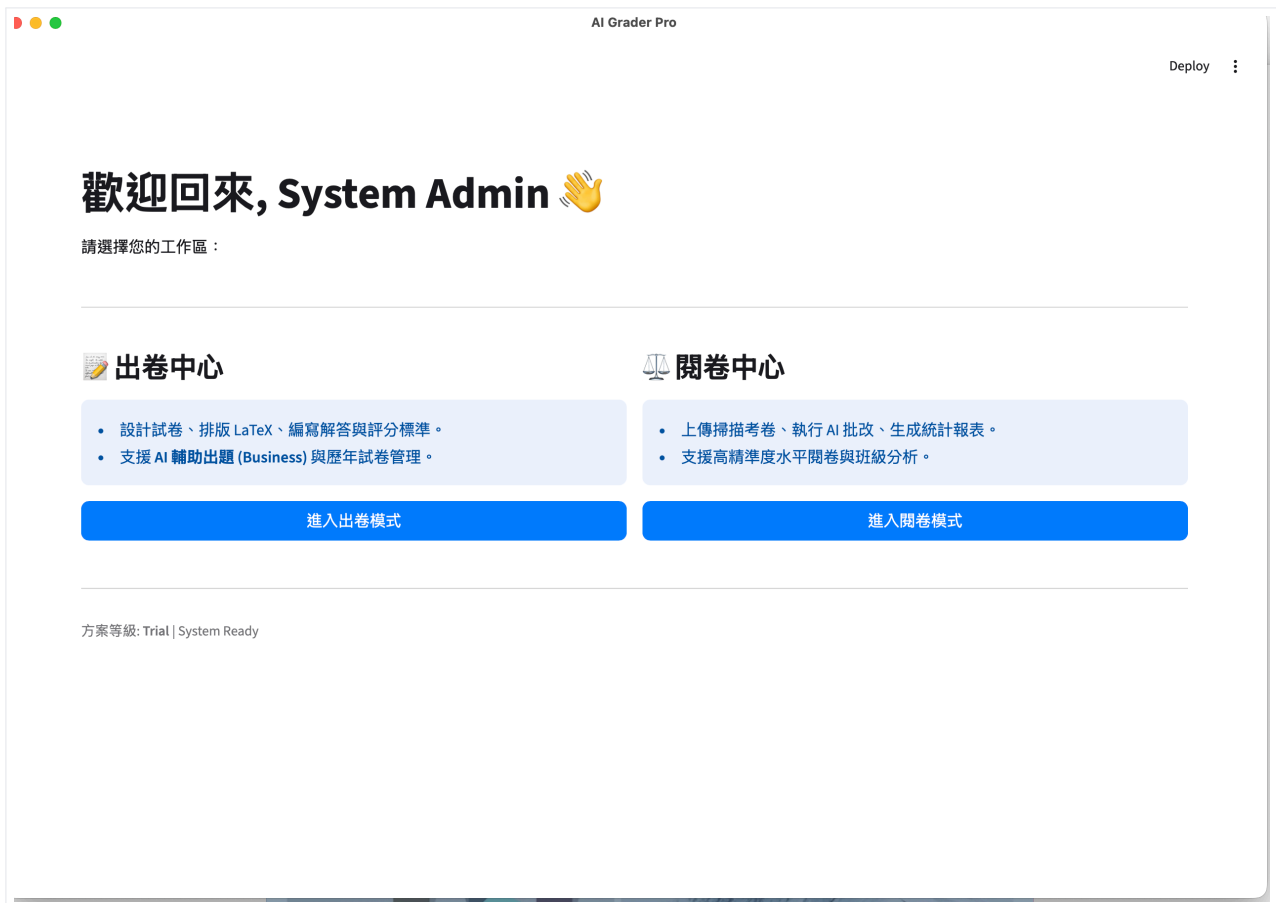 AI Grader Pro
Deploy
歡迎回來, System Admin 👋
請選擇您的工作區：
📝 出卷中心
• 設計試卷、排版 LaTeX、編寫解答與評分標準。
• 支援 AI 輔助出題 (Business) 與歷年試卷管理。
進入出卷模式
⚖️ 閱卷中心
• 上傳掃描考卷、執行 AI 批改、生成統計報表。
• 支援高精準度水平閱卷與班級分析。
進入閱卷模式
方案等級: Trial | System Ready